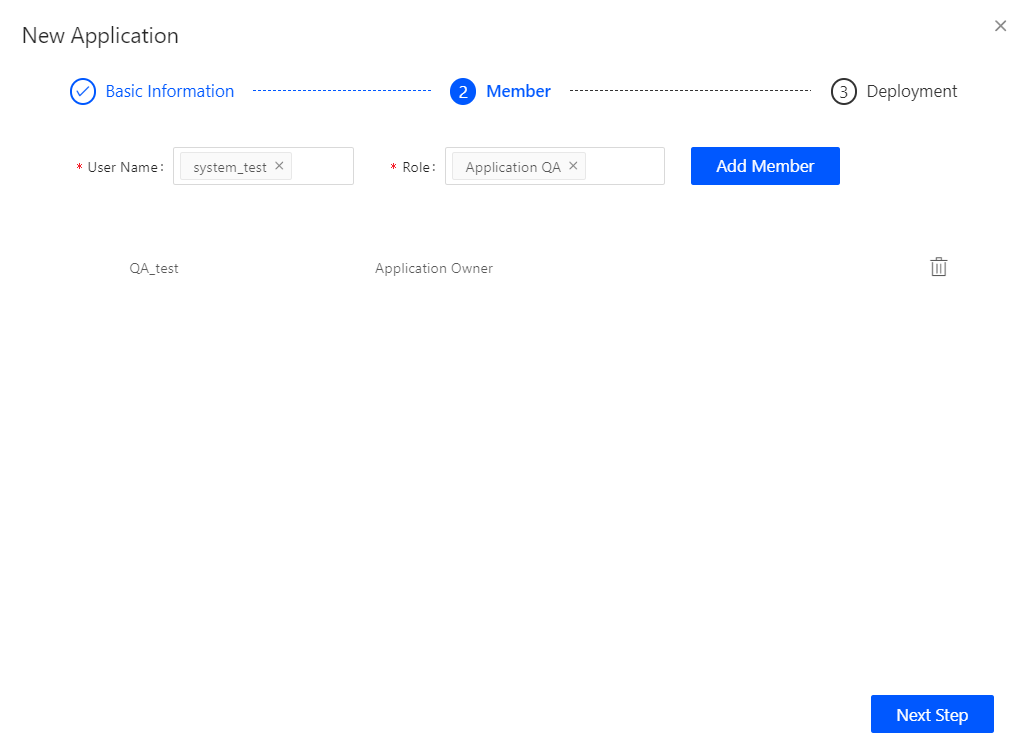 New Application
Basic Information 2 Member 3 Deployment
* User Name: system_test * Role: Application QA Add Member
QA_test Application Owner
Next Step